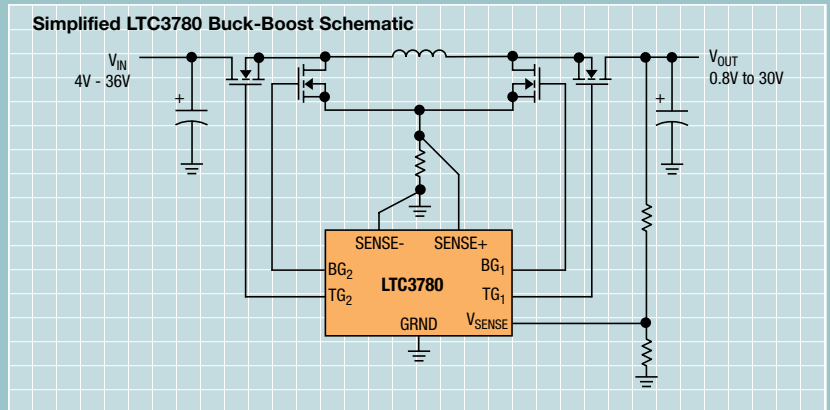 Simplified LTC3780 Buck-Boost Schematic
VIN
4V - 36V
VOUT
0.8V to 30V
+
+
SENSE-
SENSE+
BG2
BG1
LTC3780
TG2
TG1
GRND
VSENSE